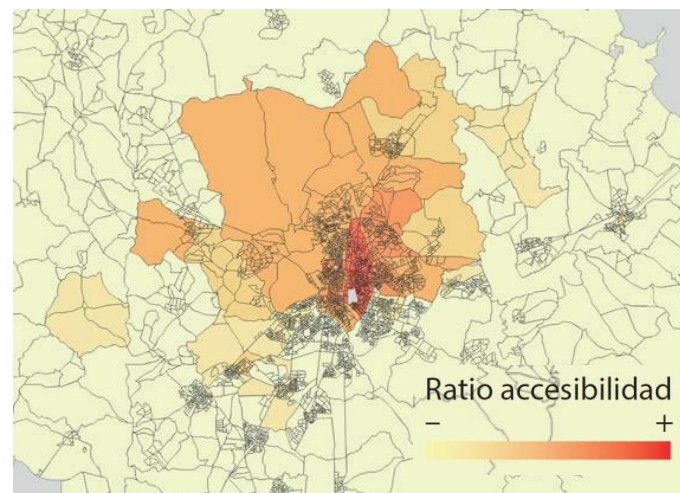 Ratio accesibilidad
– +